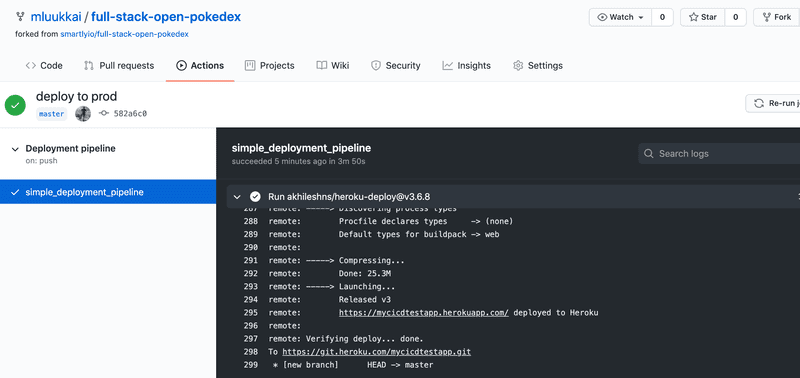 mluukkai / full-stack-open-pokedex
Watch 0 Star 0 Fork
forked from smartlyio/full-stack-open-pokedex
Code Pull requests Actions Projects Wiki Security Insights Settings
deploy to prod
master 582a6c0
Re-run
Deployment pipeline
on: push
simple_deployment_pipeline
simple_deployment_pipeline
succeeded 5 minutes ago in 3m 50s
Search logs
Run akhileshns/heroku-deploy@v3.6.8
287 remote: -----> Discovering process types
288 remote: Procfile declares types -> (none)
289 remote: Default types for buildpack -> web
290 remote:
291 remote: -----> Compressing...
292 remote: Done: 25.3M
293 remote: -----> Launching...
294 remote: Released v3
295 remote: https://mycicdtestapp.herokuapp.com/ deployed to Heroku
296 remote:
297 remote: Verifying deploy... done.
298 To https://git.heroku.com/mycicdtestapp.git
299 * [new branch] HEAD -> master